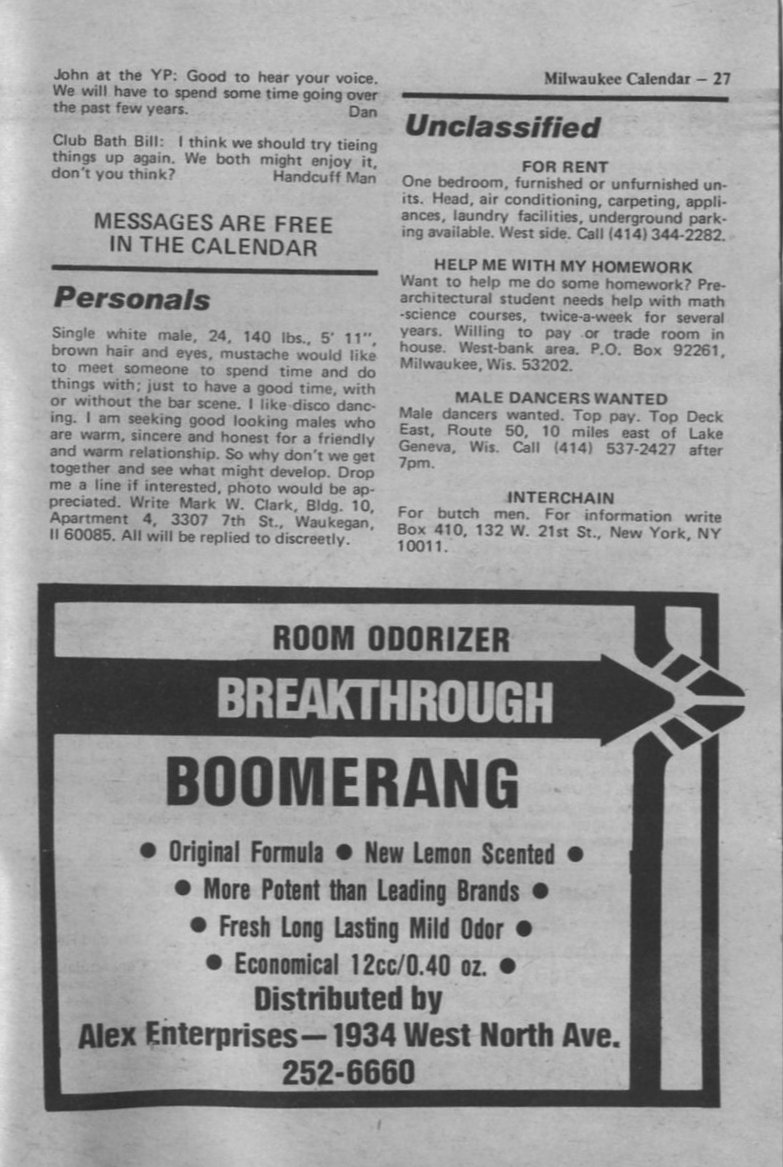 John at the YP: Good to hear your voice.
We will have to spend some time going over
the past few years. Dan
Club Bath Bill: I think we should try tieing
things up again. We both might enjoy it,
don't you think? Handcuff Man
MESSAGES ARE FREE
IN THE CALENDAR
Personals
Single white male, 24, 140 lbs., 5' 11",
brown hair and eyes, mustache would like
to meet someone to spend time and do
things with; just to have a good time, with
or without the bar scene. I like disco danc-
ing. I am seeking good looking males who
are warm, sincere and honest for a friendly
and warm relationship. So why don't we get
together and see what might develop. Drop
me a line if interested, photo would be ap-
preciated. Write Mark W. Clark, Bldg. 10,
Apartment 4, 3307 7th St., Waukegan,
Il 60085. All will be replied to discreetly.
Milwaukee Calendar — 27
Unclassified
FOR RENT
One bedroom, furnished or unfurnished un-
its. Head, air conditioning, carpeting, appli-
ances, laundry facilities, underground park-
ing available. West side. Call (414) 344-2282.
HELP ME WITH MY HOMEWORK
Want to help me do some homework? Pre-
architectural student needs help with math
-science courses, twice-a-week for several
years. Willing to pay or trade room in
house. West-bank area. P.O. Box 92261,
Milwaukee, Wis. 53202.
MALE DANCERS WANTED
Male dancers wanted. Top pay. Top Deck
East, Route 50, 10 miles east of Lake
Geneva, Wis. Call (414) 537-2427 after
7pm.
INTERCHAIN
For butch men. For information write
Box 410, 132 W. 21st St., New York, NY
10011.
ROOM ODORIZER
BREAKTHROUGH
BOOMERANG
● Original Formula ● New Lemon Scented ●
● More Potent than Leading Brands ●
● Fresh Long Lasting Mild Odor ●
● Economical 12cc/0.40 oz. ●
Distributed by
Alex Enterprises—1934 West North Ave.
252-6660